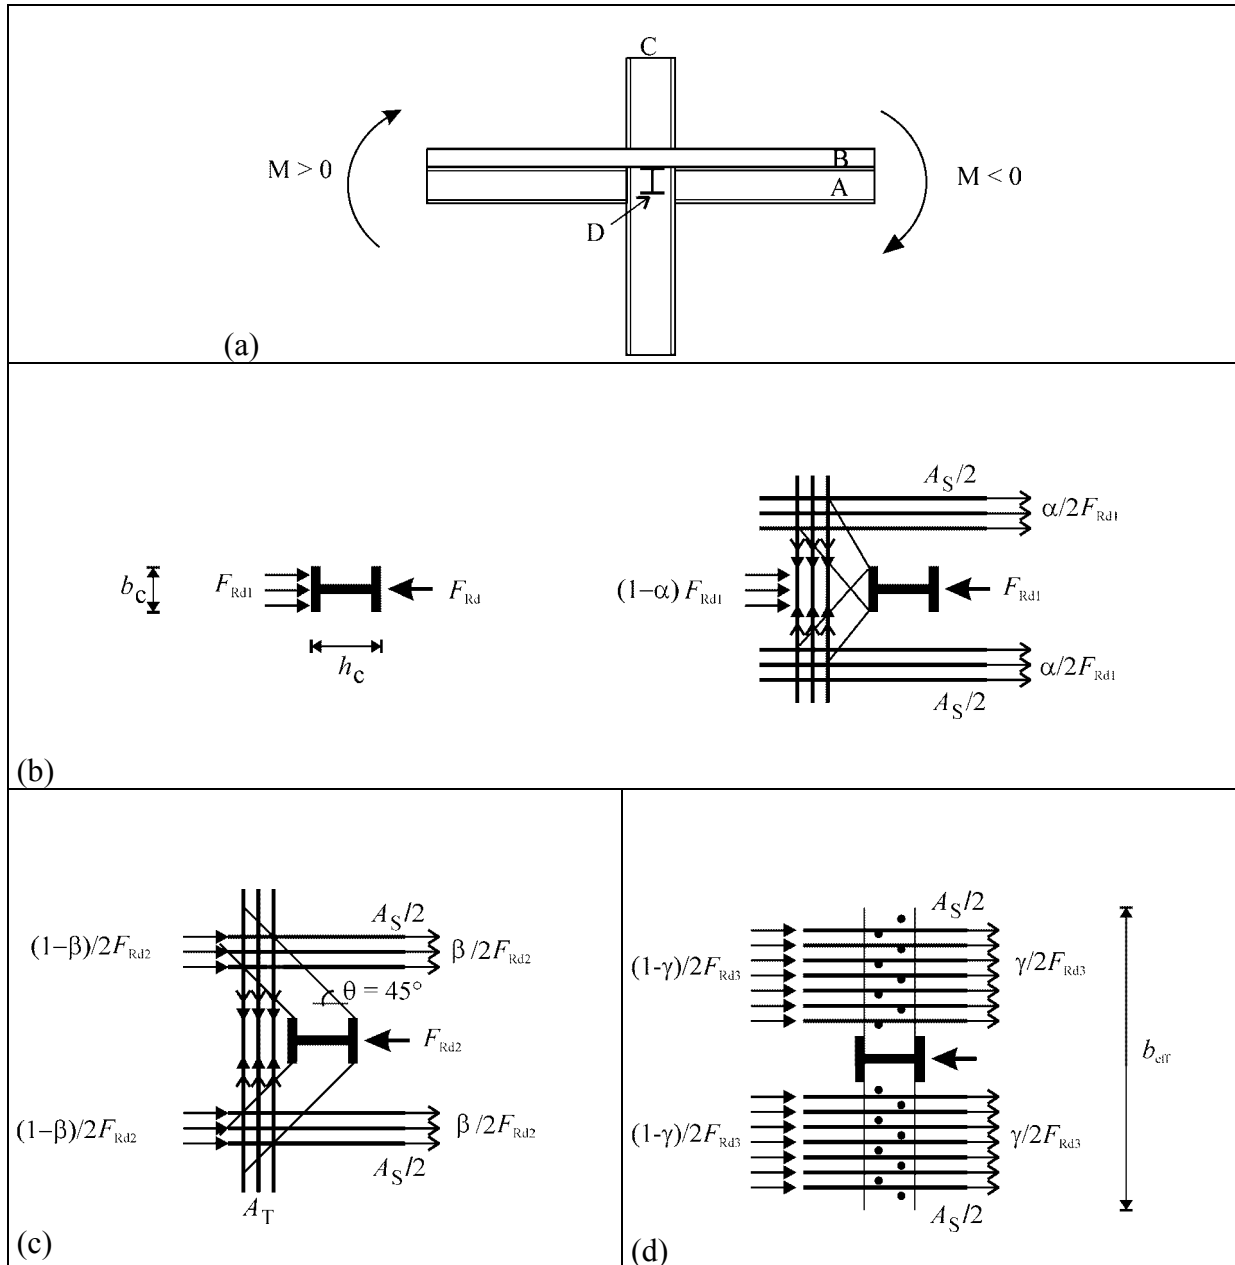 C
M > 0
B
A
M < 0
D
(a)
A_S/2
α/2F_Rd1
b_c
F_Rd1
F_Rd
(1−α) F_Rd1
F_Rd1
h_c
α/2F_Rd1
A_S/2
(b)
A_S/2
(1−β)/2F_Rd2
β/2F_Rd2
θ = 45°
F_Rd2
(1−β)/2F_Rd2
β/2F_Rd2
A_S/2
A_T
(c)
A_S/2
(1-γ)/2F_Rd3
γ/2F_Rd3
b_eff
(1-γ)/2F_Rd3
γ/2F_Rd3
A_S/2
(d)